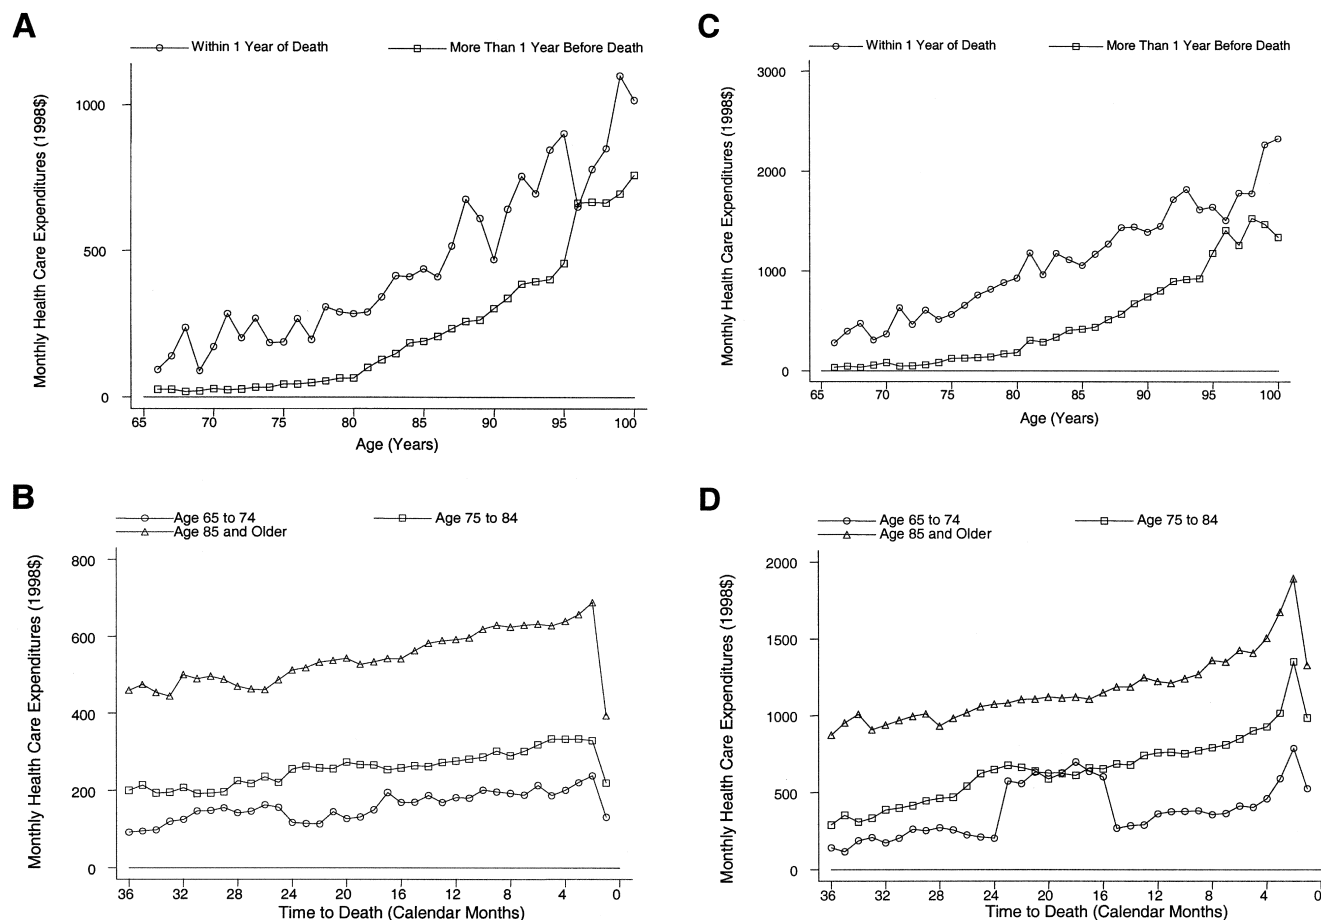 A
Within 1 Year of Death
More Than 1 Year Before Death
Monthly Health Care Expenditures (1998$)
1000
500
0
65 70 75 80 85 90 95 100
Age (Years)
C
Within 1 Year of Death
More Than 1 Year Before Death
Monthly Health Care Expenditures (1998$)
3000
2000
1000
0
65 70 75 80 85 90 95 100
Age (Years)
B
Age 65 to 74
Age 75 to 84
Age 85 and Older
Monthly Health Care Expenditures (1998$)
800
600
400
200
0
36 32 28 24 20 16 12 8 4 0
Time to Death (Calendar Months)
D
Age 65 to 74
Age 75 to 84
Age 85 and Older
Monthly Health Care Expenditures (1998$)
2000
1500
1000
500
0
36 32 28 24 20 16 12 8 4 0
Time to Death (Calendar Months)